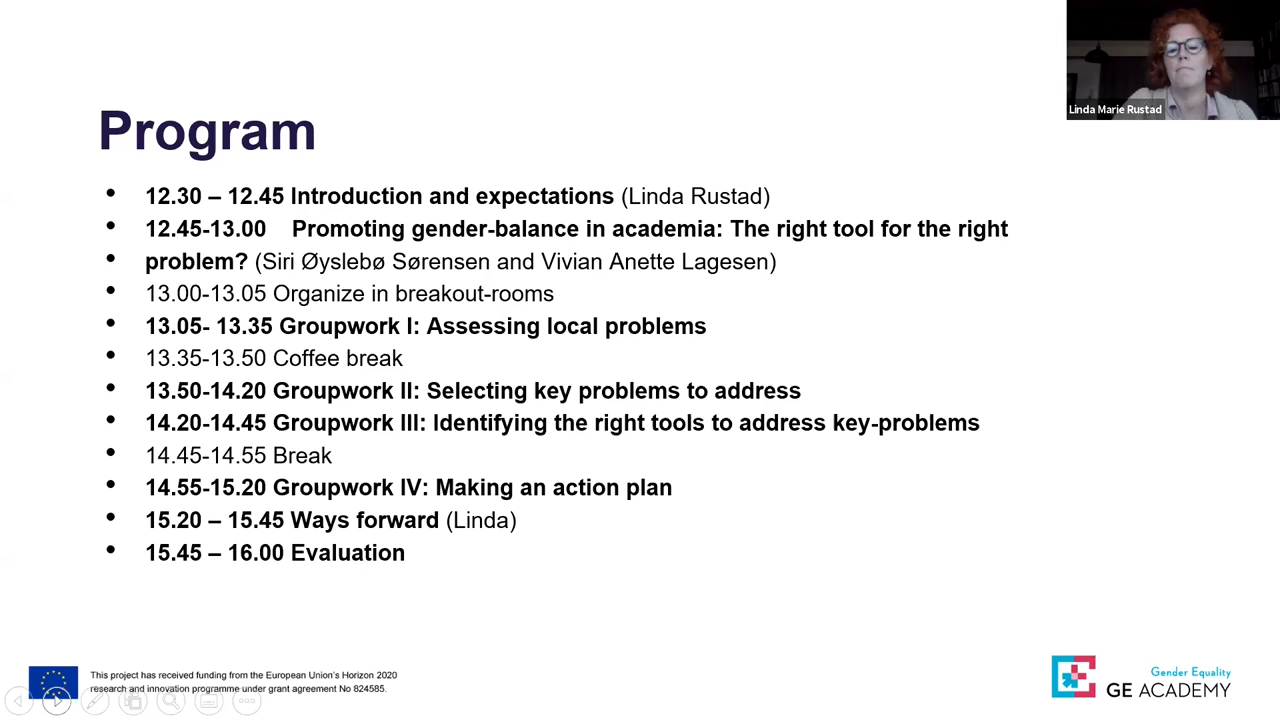 Linda Marie Rustad
Program
• 12.30 – 12.45 Introduction and expectations (Linda Rustad)
• 12.45-13.00 Promoting gender-balance in academia: The right tool for the right
• problem? (Siri Øyslebø Sørensen and Vivian Anette Lagesen)
• 13.00-13.05 Organize in breakout-rooms
• 13.05- 13.35 Groupwork I: Assessing local problems
• 13.35-13.50 Coffee break
• 13.50-14.20 Groupwork II: Selecting key problems to address
• 14.20-14.45 Groupwork III: Identifying the right tools to address key-problems
• 14.45-14.55 Break
• 14.55-15.20 Groupwork IV: Making an action plan
• 15.20 – 15.45 Ways forward (Linda)
• 15.45 – 16.00 Evaluation
This project has received funding from the European Union's Horizon 2020
research and innovation programme under grant agreement No 824585.
Gender Equality
GE ACADEMY